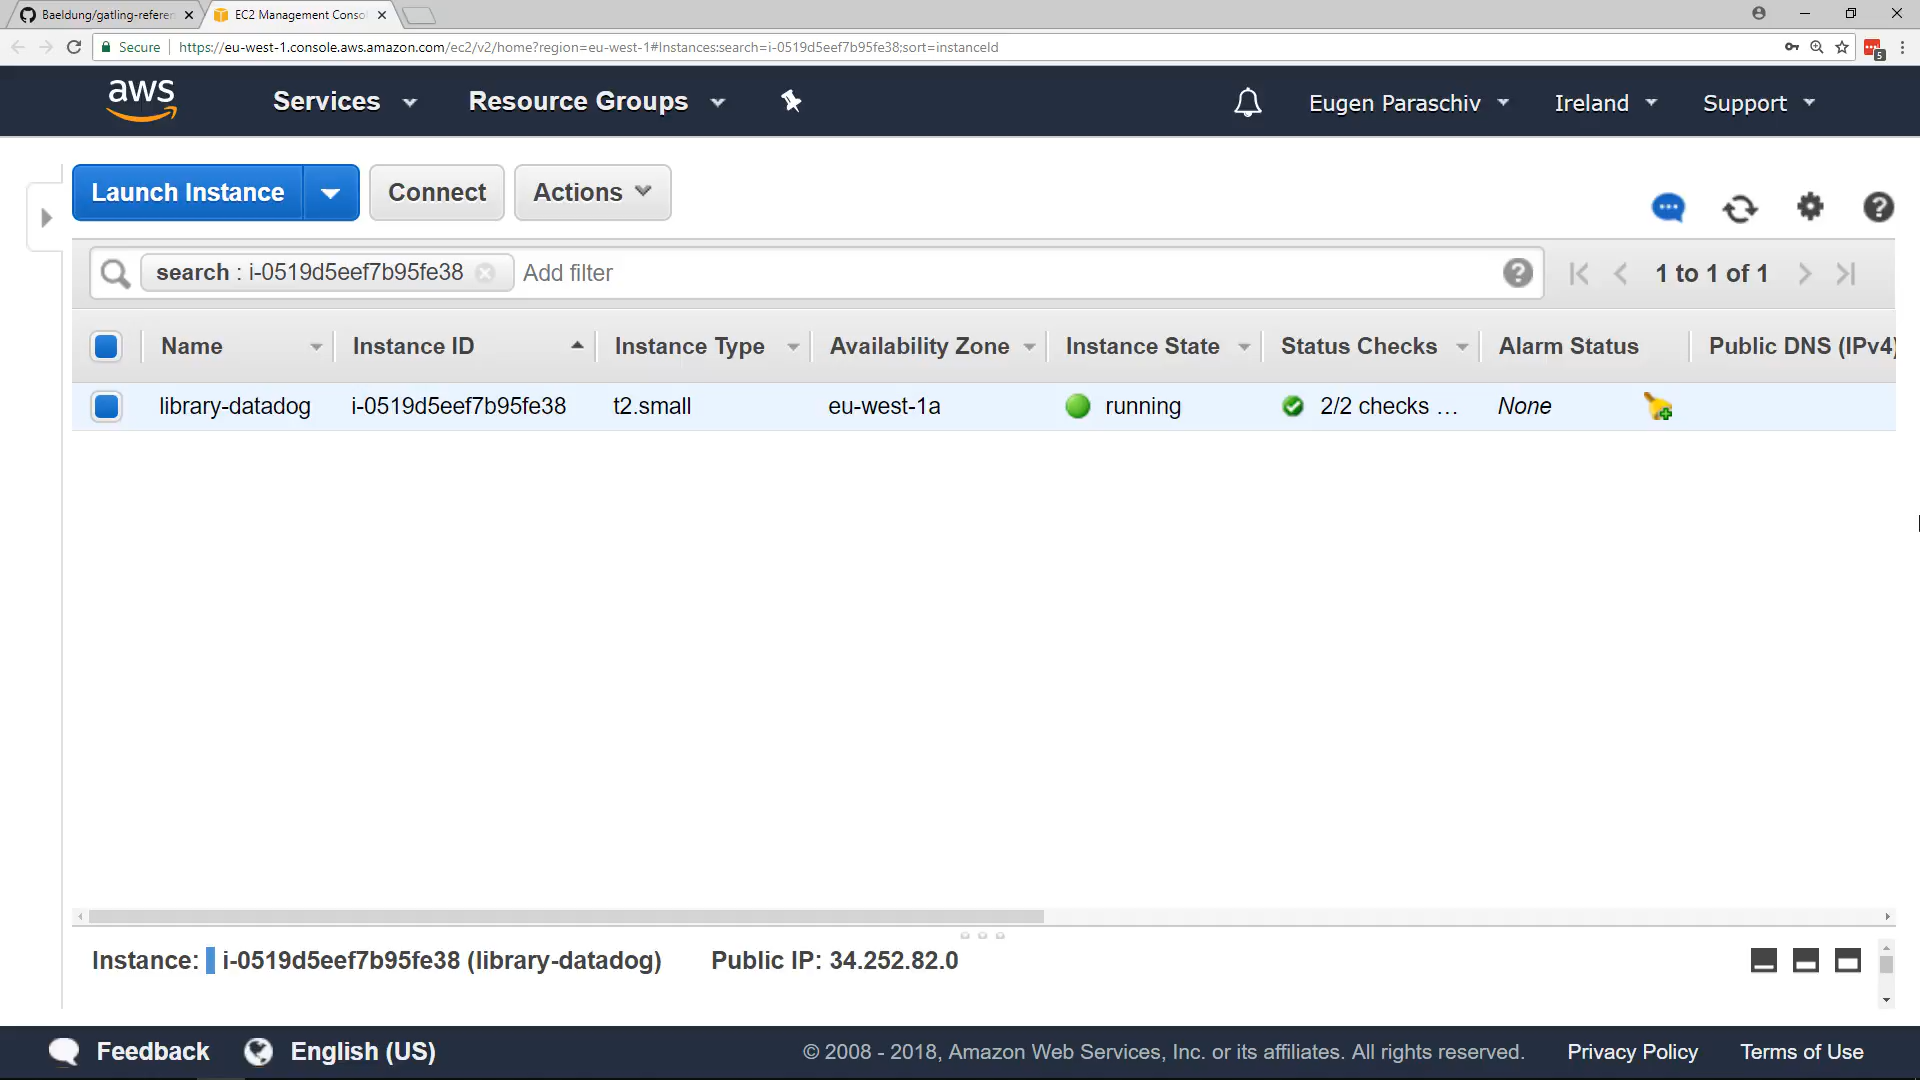 Baeldung/gatling-referen
EC2 Management Conso
Secure
https://eu-west-1.console.aws.amazon.com/ec2/v2/home?region=eu-west-1#Instances:search=i-0519d5eef7b95fe38;sort=instanceId
5
aws
Services
Resource Groups
Eugen Paraschiv
Ireland
Support
Launch Instance
Connect
Actions
search : i-0519d5eef7b95fe38
Add filter
1 to 1 of 1
Name
Instance ID
Instance Type
Availability Zone
Instance State
Status Checks
Alarm Status
Public DNS (IPv4)
library-datadog
i-0519d5eef7b95fe38
t2.small
eu-west-1a
running
2/2 checks …
None
Instance: i-0519d5eef7b95fe38 (library-datadog)
Public IP: 34.252.82.0
Feedback
English (US)
© 2008 - 2018, Amazon Web Services, Inc. or its affiliates. All rights reserved.
Privacy Policy
Terms of Use